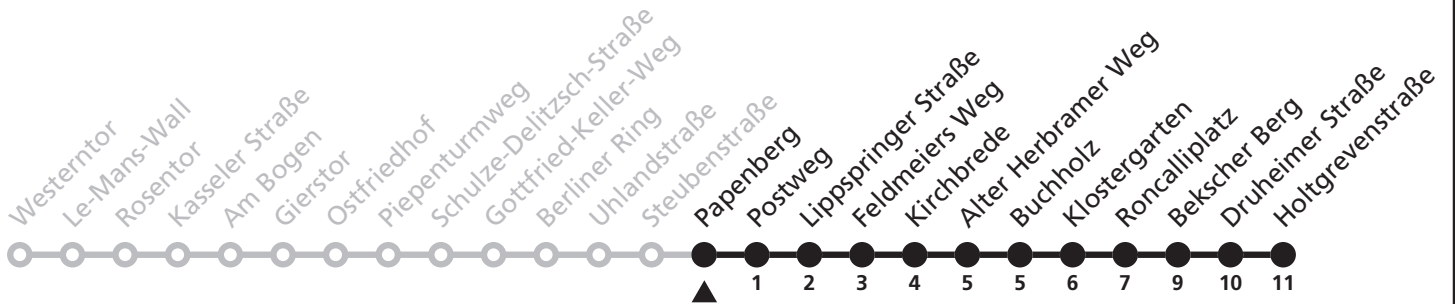 Westerntor
Le-Mans-Wall
Rosentor
Kasseler Straße
Am Bogen
Gierstor
Ostfriedhof
Piepenturmweg
Schulze-Delitzsch-Straße
Gottfried-Keller-Weg
Berliner Ring
Uhlandstraße
Steubenstraße
Papenberg
Postweg
Lippspringer Straße
Feldmeiers Weg
Kirchbrede
Alter Herbramer Weg
Buchholz
Klostergarten
Roncalliplatz
Bekscher Berg
Druheimer Straße
Holtgrevenstraße
1 2 3 4 5 5 6 7 9 10 11